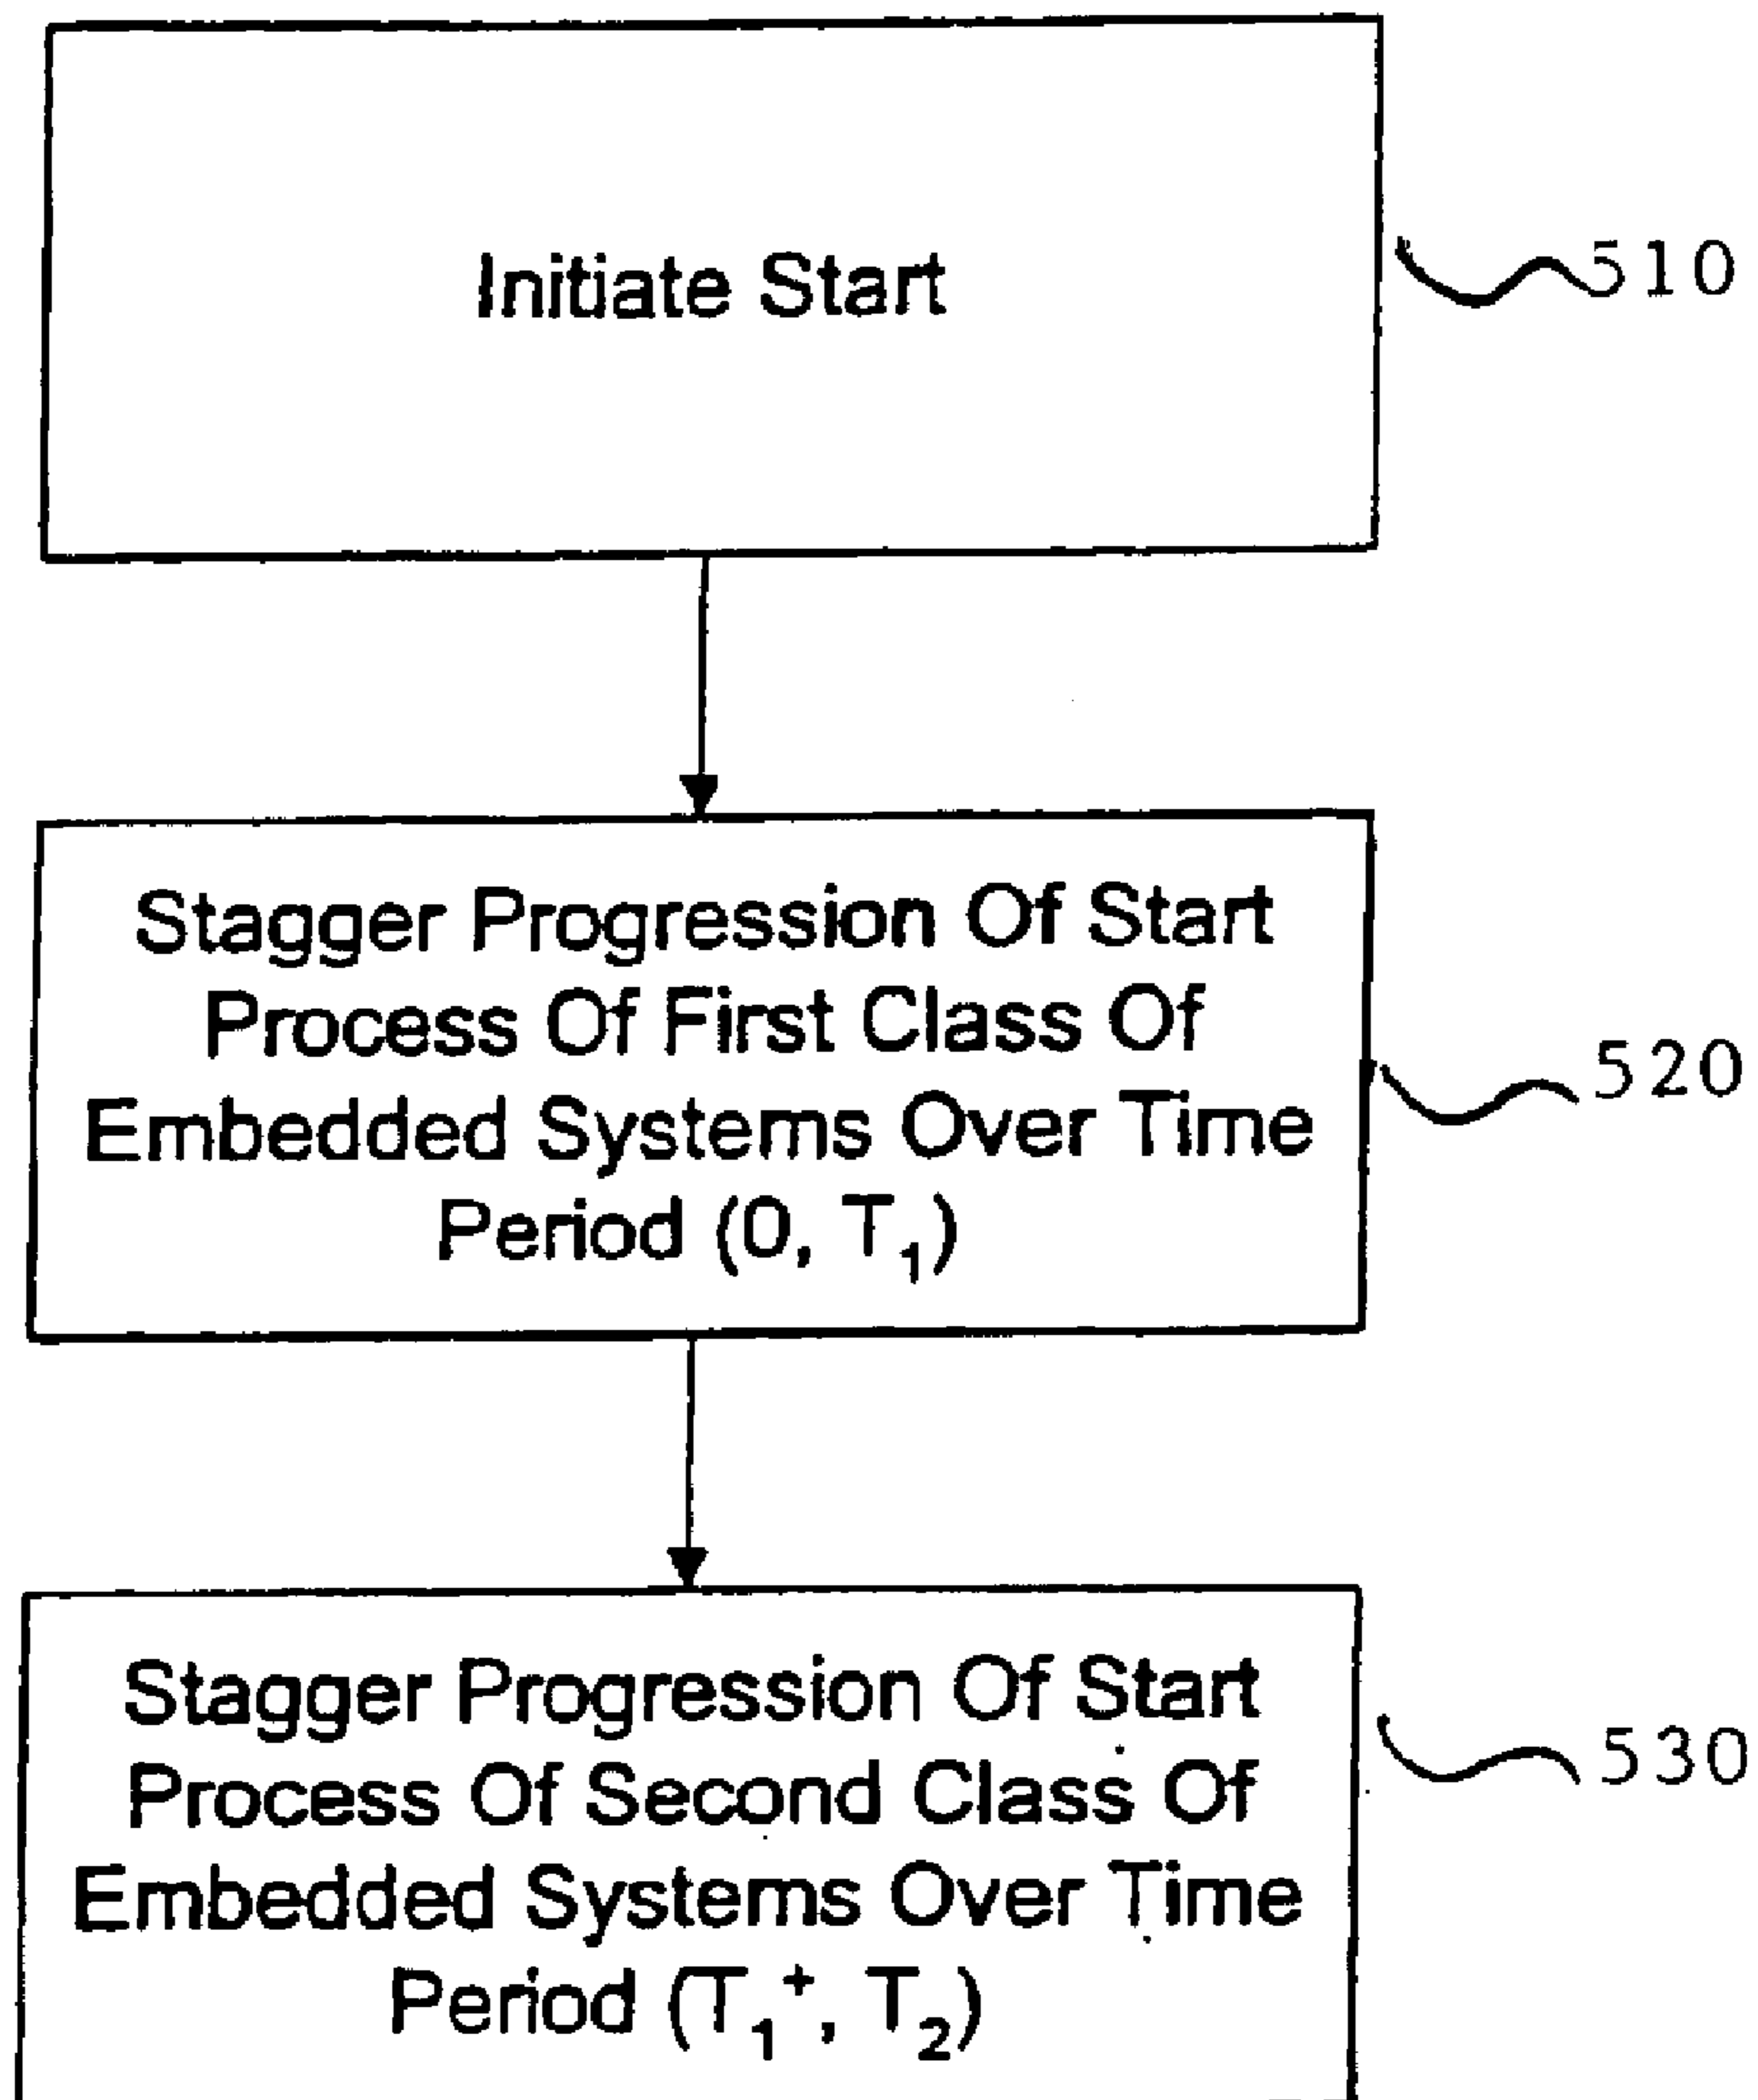 Initiate Start
510
Stagger Progression Of Start
Process Of First Class Of
Embedded Systems Over Time
Period (0, T₁)
520
Stagger Progression Of Start
Process Of Second Class Of
Embedded Systems Over Time
Period (T₁⁺, T₂)
530